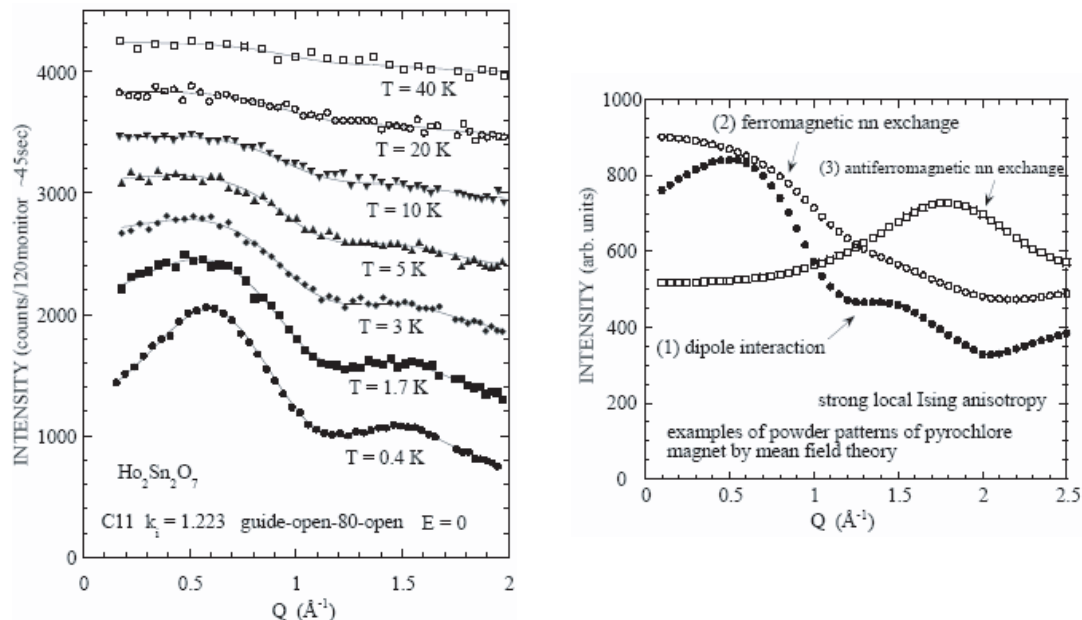 INTENSITY (counts/120monitor ~45sec)
4000
3000
2000
1000
0
T = 40 K
T = 20 K
T = 10 K
T = 5 K
T = 3 K
T = 1.7 K
T = 0.4 K
Ho2Sn2O7
C11 ki = 1.223 guide-open-80-open E = 0
0 0.5 1 1.5 2
Q (Å-1)
INTENSITY (arb. units)
1000
800
600
400
200
0
(2) ferromagnetic nn exchange
(3) antiferromagnetic nn exchange
(1) dipole interaction
strong local Ising anisotropy
examples of powder patterns of pyrochlore
magnet by mean field theory
0 0.5 1 1.5 2 2.5
Q (Å-1)